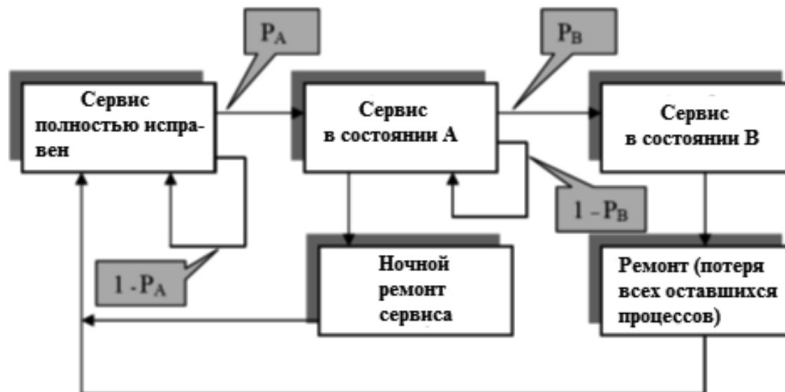 P_A
P_B
Сервис
полностью исправен-
вен
Сервис
в состоянии А
Сервис
в состоянии В
1 - P_B
1 - P_A
Ночной
ремонт
сервиса
Ремонт (потеря
всех оставшихся
процессов)